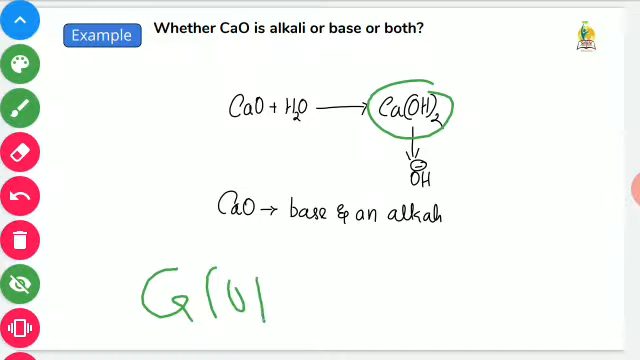 Example
Whether CaO is alkali or base or both?
CaO + H2O → Ca(OH)2
OH
CaO → base & an alkali